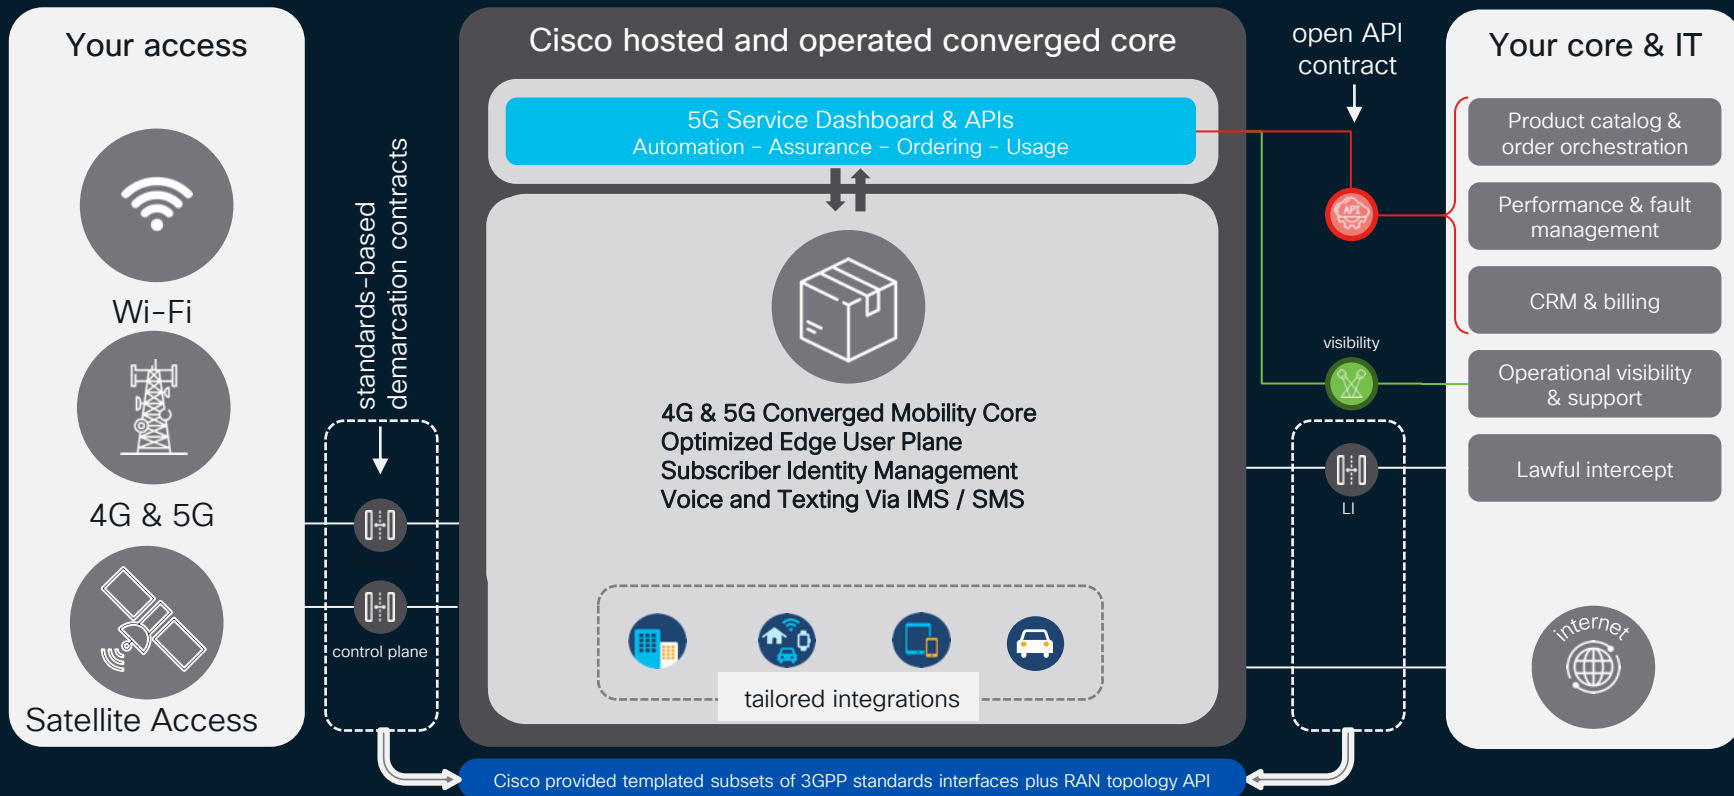 Your access
Wi-Fi
4G & 5G
Satellite Access
standards-based
demarcation contracts
control plane
Cisco hosted and operated converged core
5G Service Dashboard & APIs
Automation – Assurance – Ordering - Usage
4G & 5G Converged Mobility Core
Optimized Edge User Plane
Subscriber Identity Management
Voice and Texting Via IMS / SMS
tailored integrations
Cisco provided templated subsets of 3GPP standards interfaces plus RAN topology API
open API
contract
API
visibility
LI
Your core & IT
Product catalog &
order orchestration
Performance & fault
management
CRM & billing
Operational visibility
& support
Lawful intercept
internet